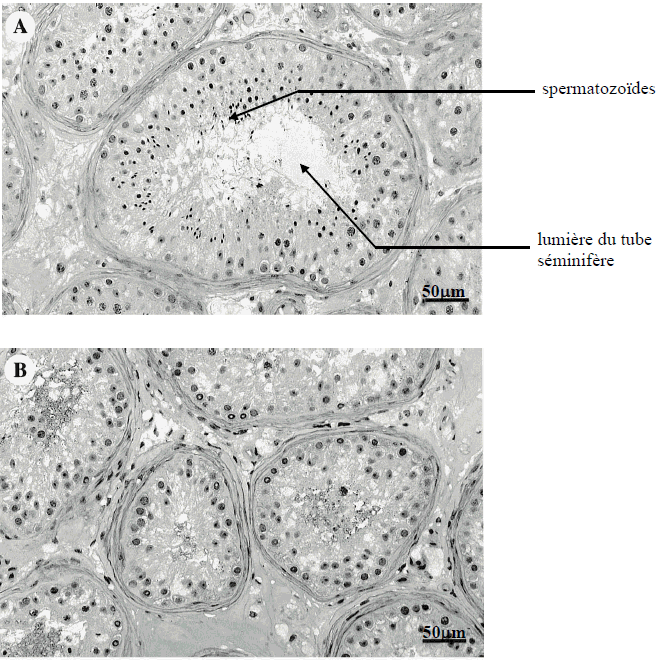 A
spermatozoïdes
lumière du tube
séminifère
50µm
B
50µm